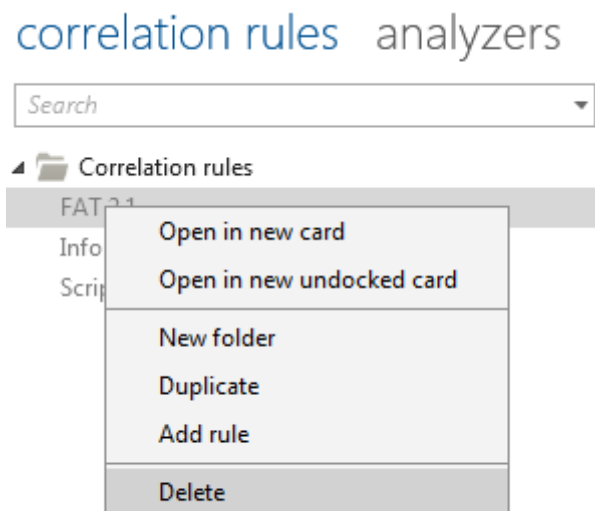 correlation rules analyzers
Search
Correlation rules
FAT
Open in new card
Info
Open in new undocked card
New folder
Duplicate
Add rule
Delete